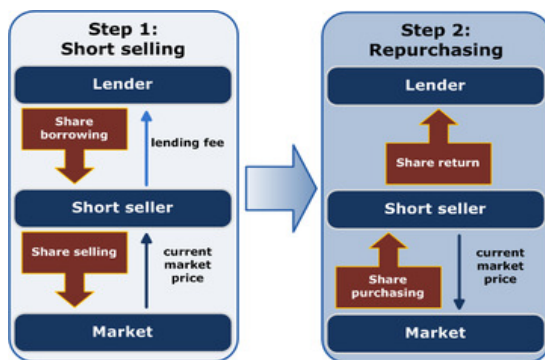 Step 1:
Short selling
Lender
Share
borrowing
lending fee
Short seller
Share selling
current
market
price
Market
Step 2:
Repurchasing
Lender
Share return
Short seller
Share
purchasing
current
market
price
Market